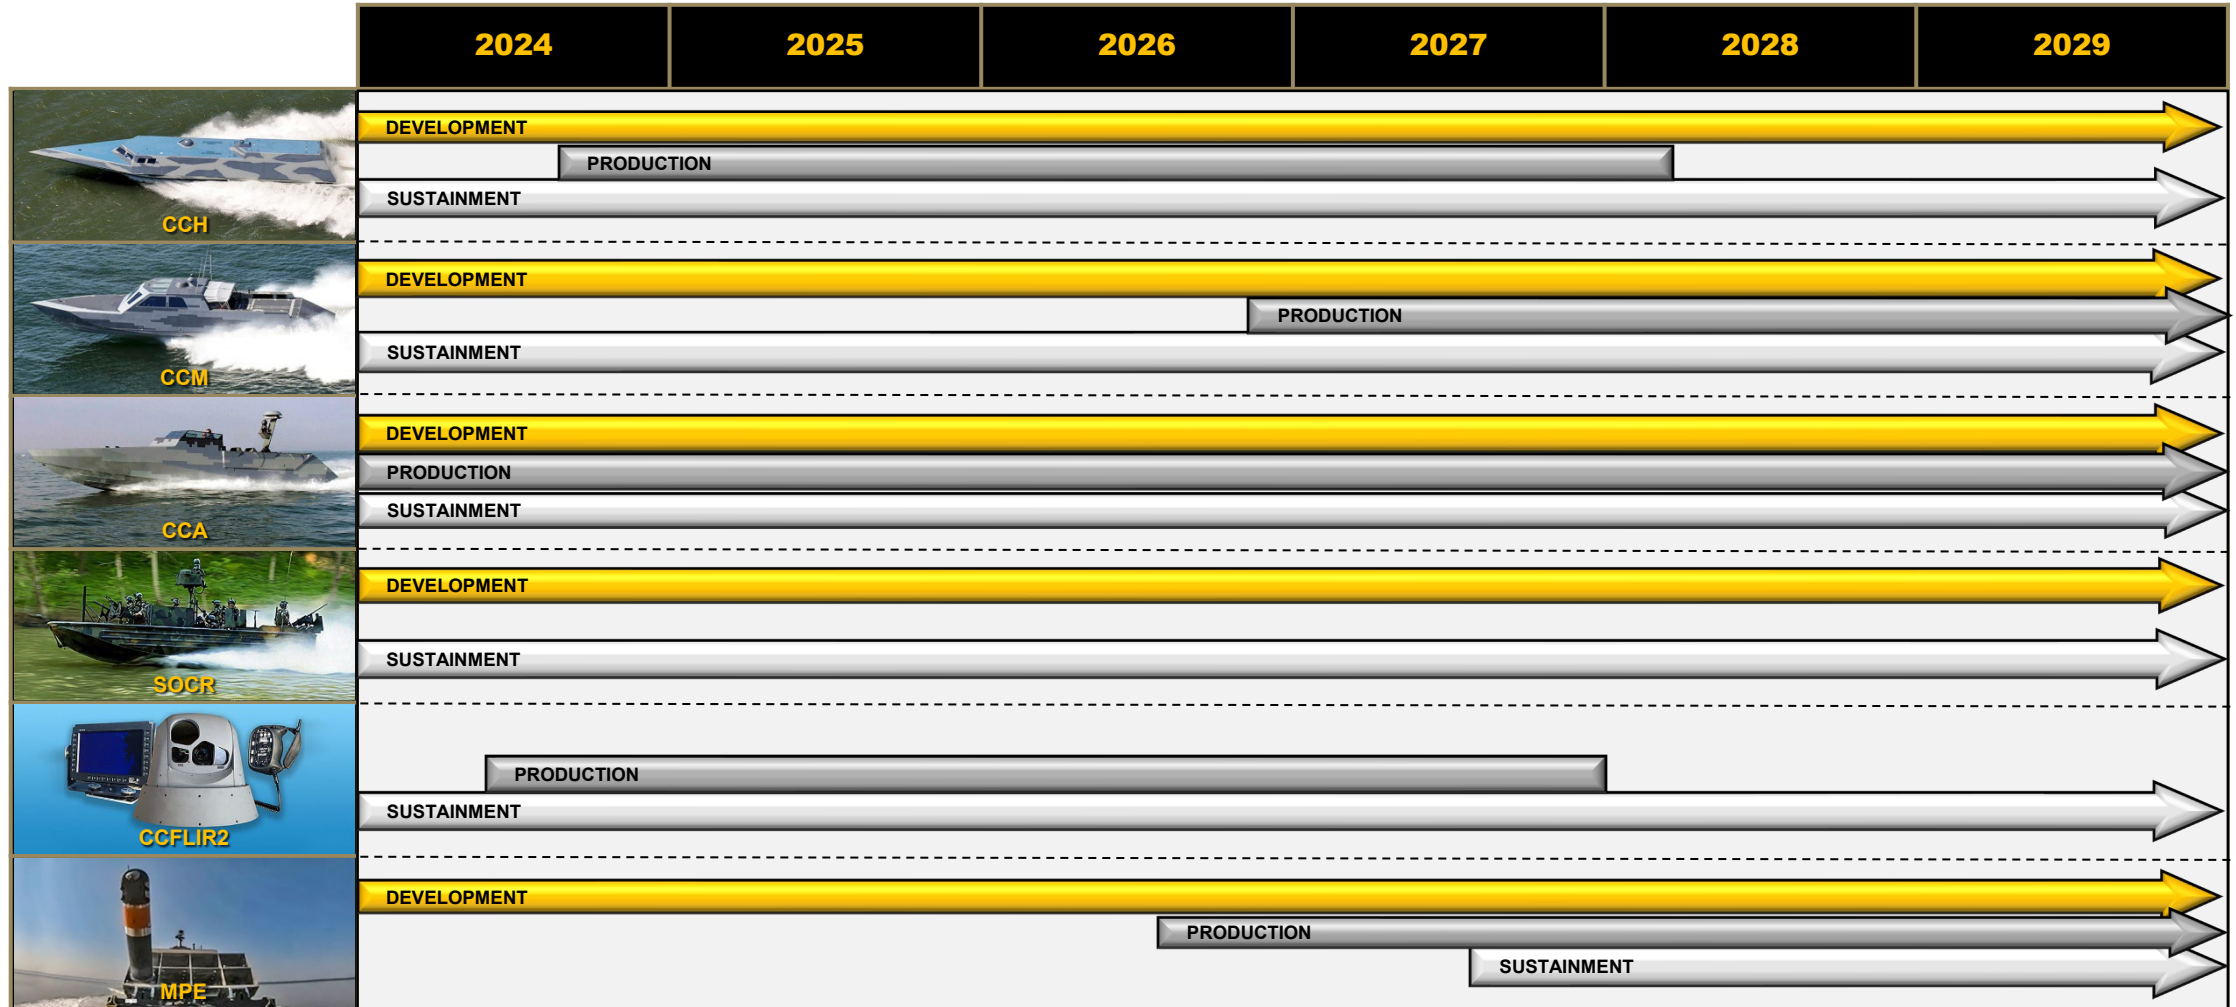 2024 2025 2026 2027 2028 2029
DEVELOPMENT
PRODUCTION
SUSTAINMENT
CCH
DEVELOPMENT
PRODUCTION
SUSTAINMENT
CCM
DEVELOPMENT
PRODUCTION
SUSTAINMENT
CCA
DEVELOPMENT
SUSTAINMENT
SOCR
PRODUCTION
SUSTAINMENT
CCFLIR2
DEVELOPMENT
PRODUCTION
SUSTAINMENT
MPE